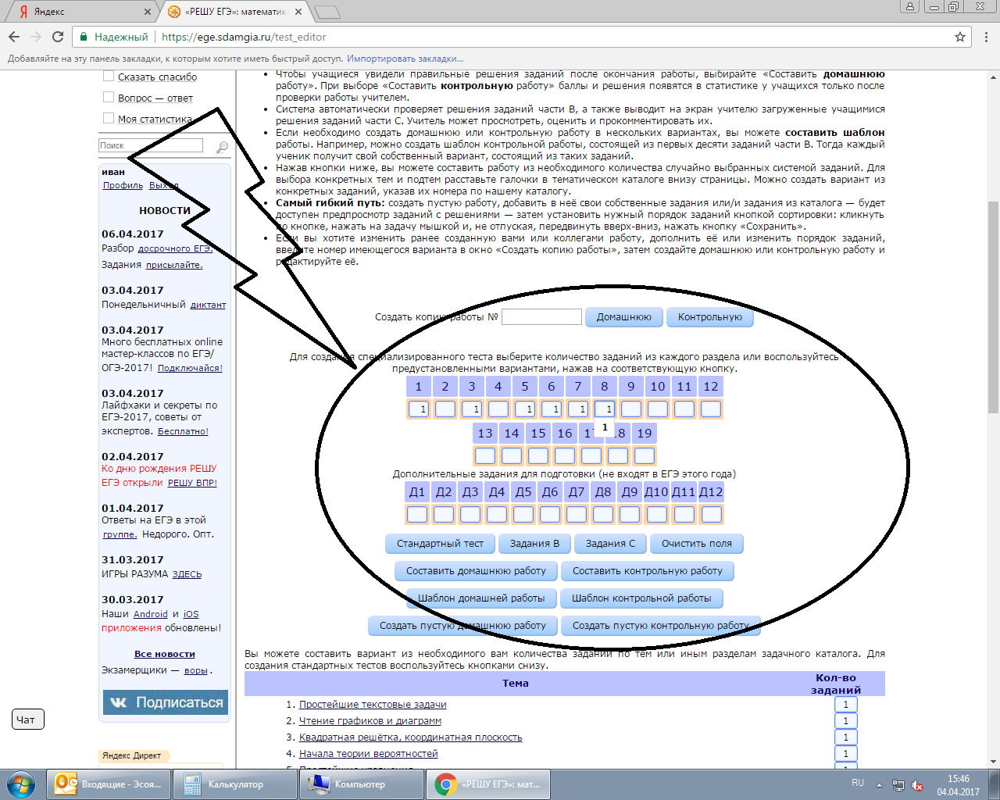 Яндекс
«РЕШУ ЕГЭ»: математика
Надежный
https://ege.sdamgia.ru/test_editor
Добавляйте на эту панель закладки, к которым хотите иметь быстрый доступ. Импортировать закладки...
Сказать спасибо
Вопрос — ответ
Моя статистика
Поиск
иван
Профиль Выход
НОВОСТИ
06.04.2017
Разбор досрочного ЕГЭ.
Задания присылайте.
03.04.2017
Понедельничный диктант
03.04.2017
Много бесплатных online
мастер-классов по ЕГЭ/
ОГЭ-2017! Подключайся!
03.04.2017
Лайфхаки и секреты по
ЕГЭ-2017, советы от
экспертов. Бесплатно!
02.04.2017
Ко дню рождения РЕШУ
ЕГЭ открыли РЕШУ ВПР!
01.04.2017
Ответы на ЕГЭ в этой
группе. Недорого. Опт.
31.03.2017
ИГРЫ РАЗУМА ЗДЕСЬ
30.03.2017
Наши Android и iOS
приложения обновлены!
Все новости
Экзамерщики — воры.
Подписаться
Чат
Яндекс.Директ
Чтобы учащиеся увидели правильные решения заданий после окончания работы, выбирайте «Составить домашнюю
работу». При выборе «Составить контрольную работу» баллы и решения появятся в статистике у учащихся только после
проверки работы учителем.
Система автоматически проверяет решения заданий части В, а также выводит на экран учителю загруженные учащимися
решения заданий части С. Учитель может просмотреть, оценить и прокомментировать их.
Если необходимо создать домашнюю или контрольную работу в нескольких вариантах, вы можете составить шаблон
работы. Например, можно создать шаблон контрольной работы, состоящей из первых десяти заданий части В. Тогда каждый
ученик получит свой собственный вариант, состоящий из таких заданий.
Нажав кнопки ниже, вы можете составить работу из необходимого количества случайно выбранных системой заданий. Для
выбора конкретных тем и подтем расставьте галочки в тематическом каталоге внизу страницы. Можно создать вариант из
конкретных заданий, указав их номера по нашему каталогу.
Самый гибкий путь: создать пустую работу, добавить в неё свои собственные задания или/и задания из каталога — будет
доступен предпросмотр заданий с решениями — затем установить нужный порядок заданий кнопкой сортировки: кликнуть
по кнопке, нажать на задачу мышкой и, не отпуская, передвинуть вверх-вниз, нажать кнопку «Сохранить».
Если вы хотите изменить ранее созданную вами или коллегами работу, дополнить её или изменить порядок заданий,
введите номер имеющегося варианта в окно «Создать копию работы», затем создайте домашнюю или контрольную работу и
редактируйте её.
Создать копию работы № Домашнюю Контрольную
Для создания специализированного теста выберите количество заданий из каждого раздела или воспользуйтесь
предустановленными вариантами, нажав на соответствующую кнопку.
1 2 3 4 5 6 7 8 9 10 11 12
1 1 1 1 1 1
1
13 14 15 16 17 18 19
Дополнительные задания для подготовки (не входят в ЕГЭ этого года)
Д1 Д2 Д3 Д4 Д5 Д6 Д7 Д8 Д9 Д10 Д11 Д12
Стандартный тест Задания B Задания C Очистить поля
Составить домашнюю работу Составить контрольную работу
Шаблон домашней работы Шаблон контрольной работы
Создать пустую домашнюю работу Создать пустую контрольную работу
Вы можете составить вариант из необходимого вам количества заданий по тем или иным разделам задачного каталога. Для
создания стандартных тестов воспользуйтесь кнопками снизу.
Тема Кол-во
заданий
1. Простейшие текстовые задачи 1
2. Чтение графиков и диаграмм 1
3. Квадратная решётка, координатная плоскость 1
4. Начала теории вероятностей 1
5. Простейшие уравнения 1
Входящие - Эсоя...
Калькулятор
Компьютер
«РЕШУ ЕГЭ»: мат...
RU
15:46
04.04.2017